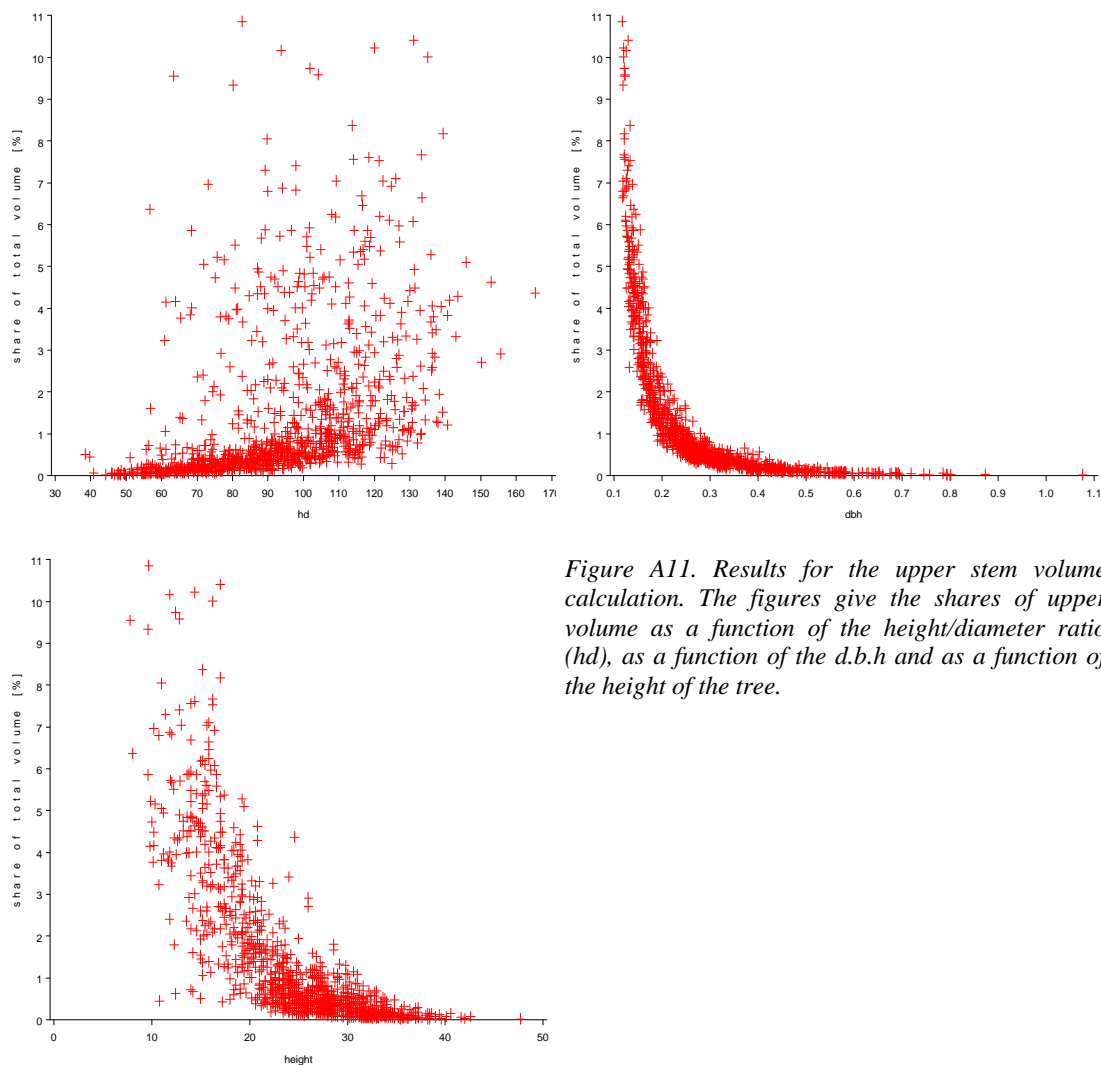 11
10
9
8
7
6
5
4
3
2
1
0
share of total volume [%]
30 40 50 60 70 80 90 100 110 120 130 140 150 160 17
hd
11
10
9
8
7
6
5
4
3
2
1
0
share of total volume [%]
0.1 0.2 0.3 0.4 0.5 0.6 0.7 0.8 0.9 1.0 1.1
dbh
11
10
9
8
7
6
5
4
3
2
1
0
share of total volume [%]
0 10 20 30 40 50
height
Figure A11. Results for the upper stem volume
calculation. The figures give the shares of upper
volume as a function of the height/diameter ratio
(hd), as a function of the d.b.h and as a function of
the height of the tree.